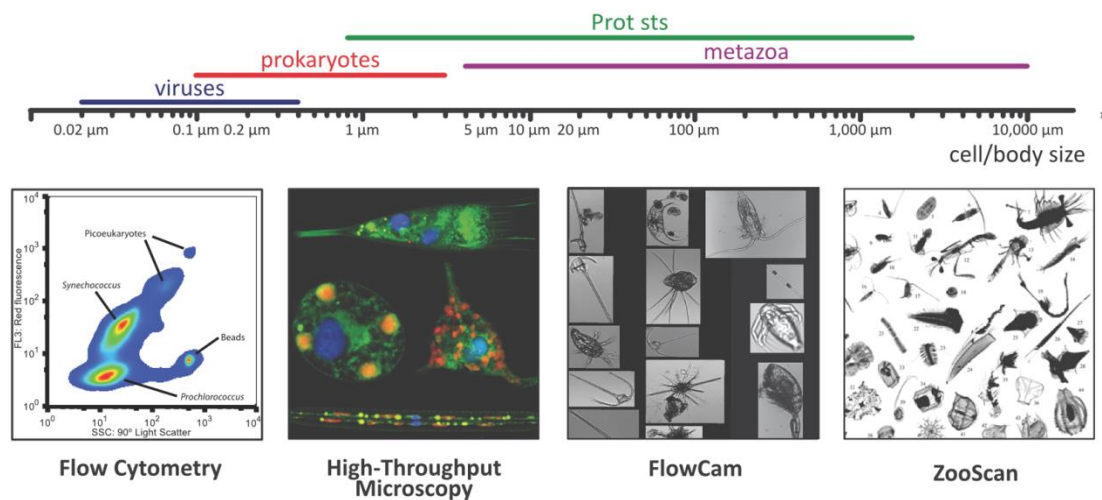 Prot sts
metazoa
prokaryotes
viruses
0.02 µm 0.1 µm 0.2 µm 1 µm 5 µm 10 µm 20 µm 100 µm 1,000 µm 10,000 µm
cell/body size
10⁴
10³
10²
10¹
10⁰
FL3: Red fluorescence
Picoeukaryotes
Synechococcus
Beads
Prochlorococcus
10⁰ 10¹ 10² 10³ 10⁴
SSC: 90º Light Scatter
Flow Cytometry
High-Throughput
Microscopy
FlowCam
ZooScan